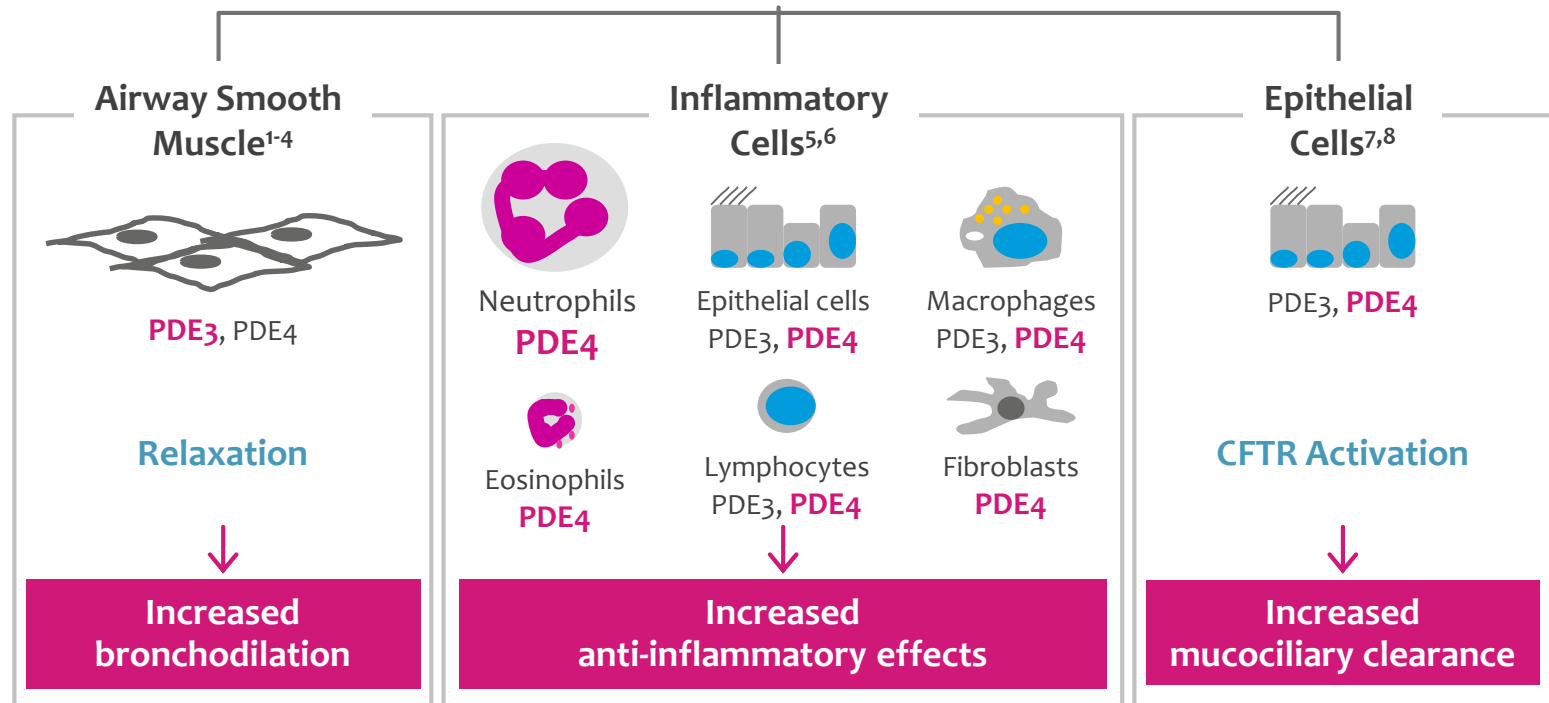 Airway Smooth
Muscle1-4
PDE3, PDE4
Relaxation
Increased
bronchodilation
Inflammatory
Cells5,6
Neutrophils
PDE4
Epithelial cells
PDE3, PDE4
Macrophages
PDE3, PDE4
Eosinophils
PDE4
Lymphocytes
PDE3, PDE4
Fibroblasts
PDE4
Increased
anti-inflammatory effects
Epithelial
Cells7,8
PDE3, PDE4
CFTR Activation
Increased
mucociliary clearance